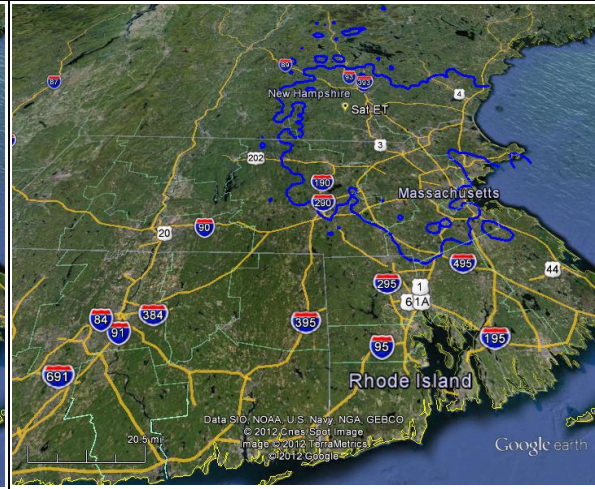 89
87
93
393
New Hampshire
4
Sat ET
3
202
190
Massachusetts
290
20
90
495
44
295
1
6
1A
384
84
91
395
195
95
691
Rhode Island
Data SIO, NOAA, U.S. Navy, NGA, GEBCO
© 2012 Cnes/Spot Image
20.5 mi
Image © 2012 TerraMetrics
© 2012 Google
Google earth